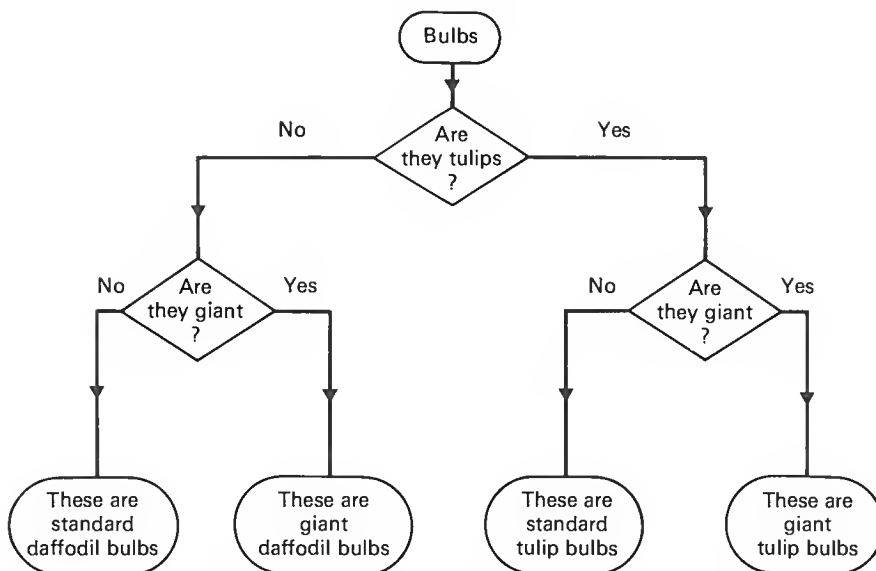 Bulbs
No
Are
they tulips
?
Yes
No
Are
they giant
?
Yes
No
Are
they giant
?
Yes
These are
standard
daffodil bulbs
These are
giant
daffodil bulbs
These are
standard
tulip bulbs
These are
giant
tulip bulbs